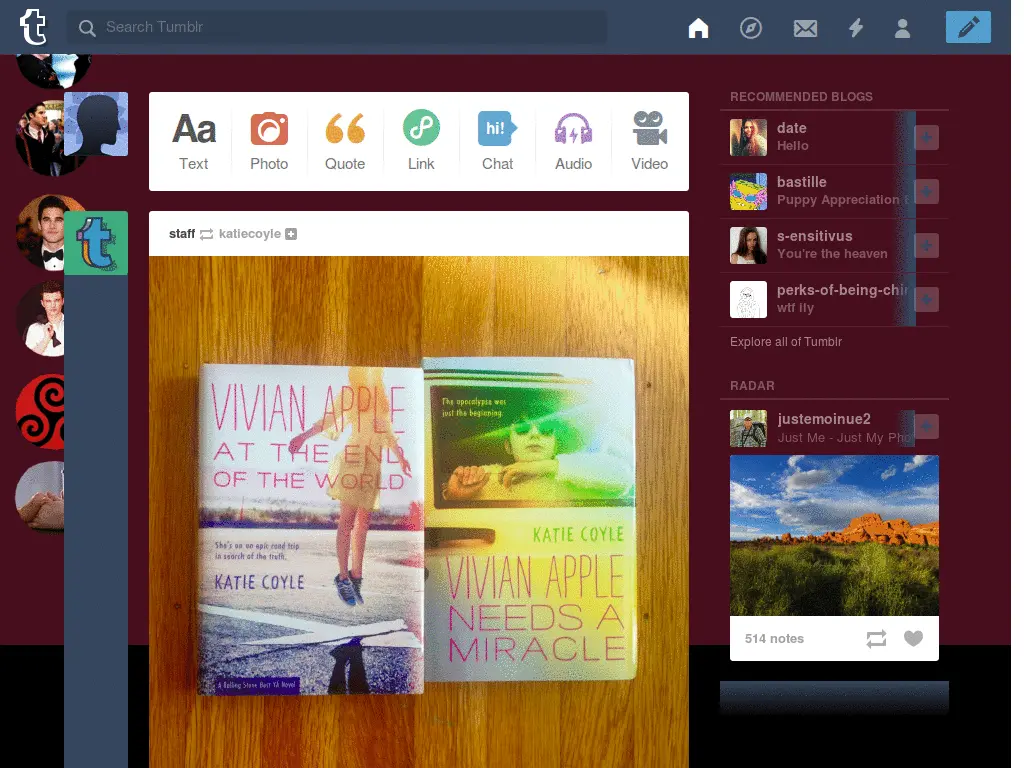 Search Tumblr
Aa
Text
Photo
Quote
Link
hi!
Chat
Audio
Video
staff katiecoyle
VIVIAN APPLE
AT THE END
OF THE WORLD
She's on an epic road trip
in search of the truth.
KATIE COYLE
A Rolling Stone Best YA Novel
The apocalypse was
just the beginning.
KATIE COYLE
VIVIAN APPLE
NEEDS A
MIRACLE
RECOMMENDED BLOGS
date
Hello
bastille
Puppy Appreciation
s-ensitivus
You're the heaven
perks-of-being-chi
wtf ily
Explore all of Tumblr
RADAR
justemoinue2
Just Me - Just My Pho
514 notes